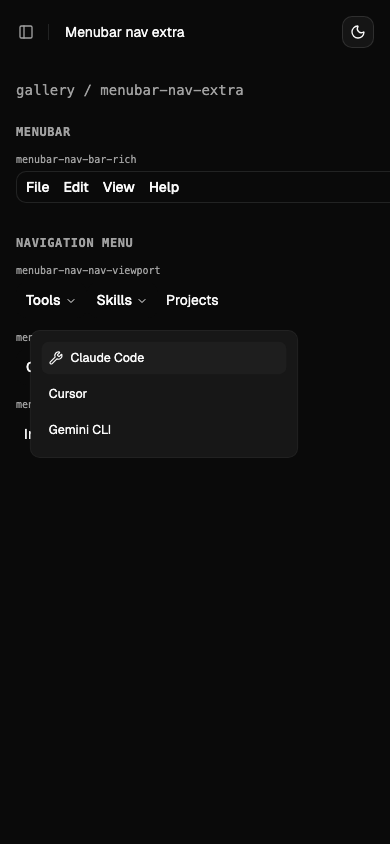 Menubar nav extra
gallery / menubar-nav-extra
MENUBAR
menubar-nav-bar-rich
File Edit View Help
NAVIGATION MENU
menubar-nav-nav-viewport
Tools Skills Projects
Claude Code
Cursor
Gemini CLI